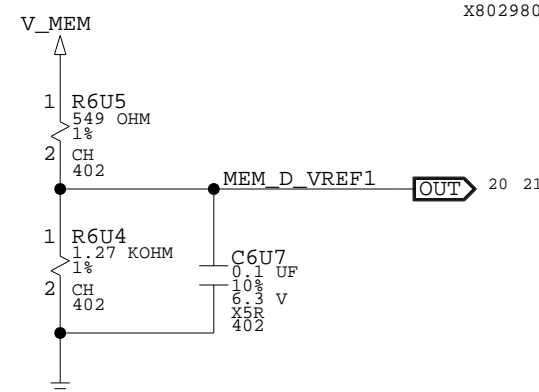 X802980
V_MEM
1 R6U5
549 OHM
1%
2 CH
402
MEM_D_VREF1 OUT 20 21
1 R6U4
1.27 KOHM
1%
2 CH
402
C6U7
0.1 UF
10%
6.3 V
X5R
402